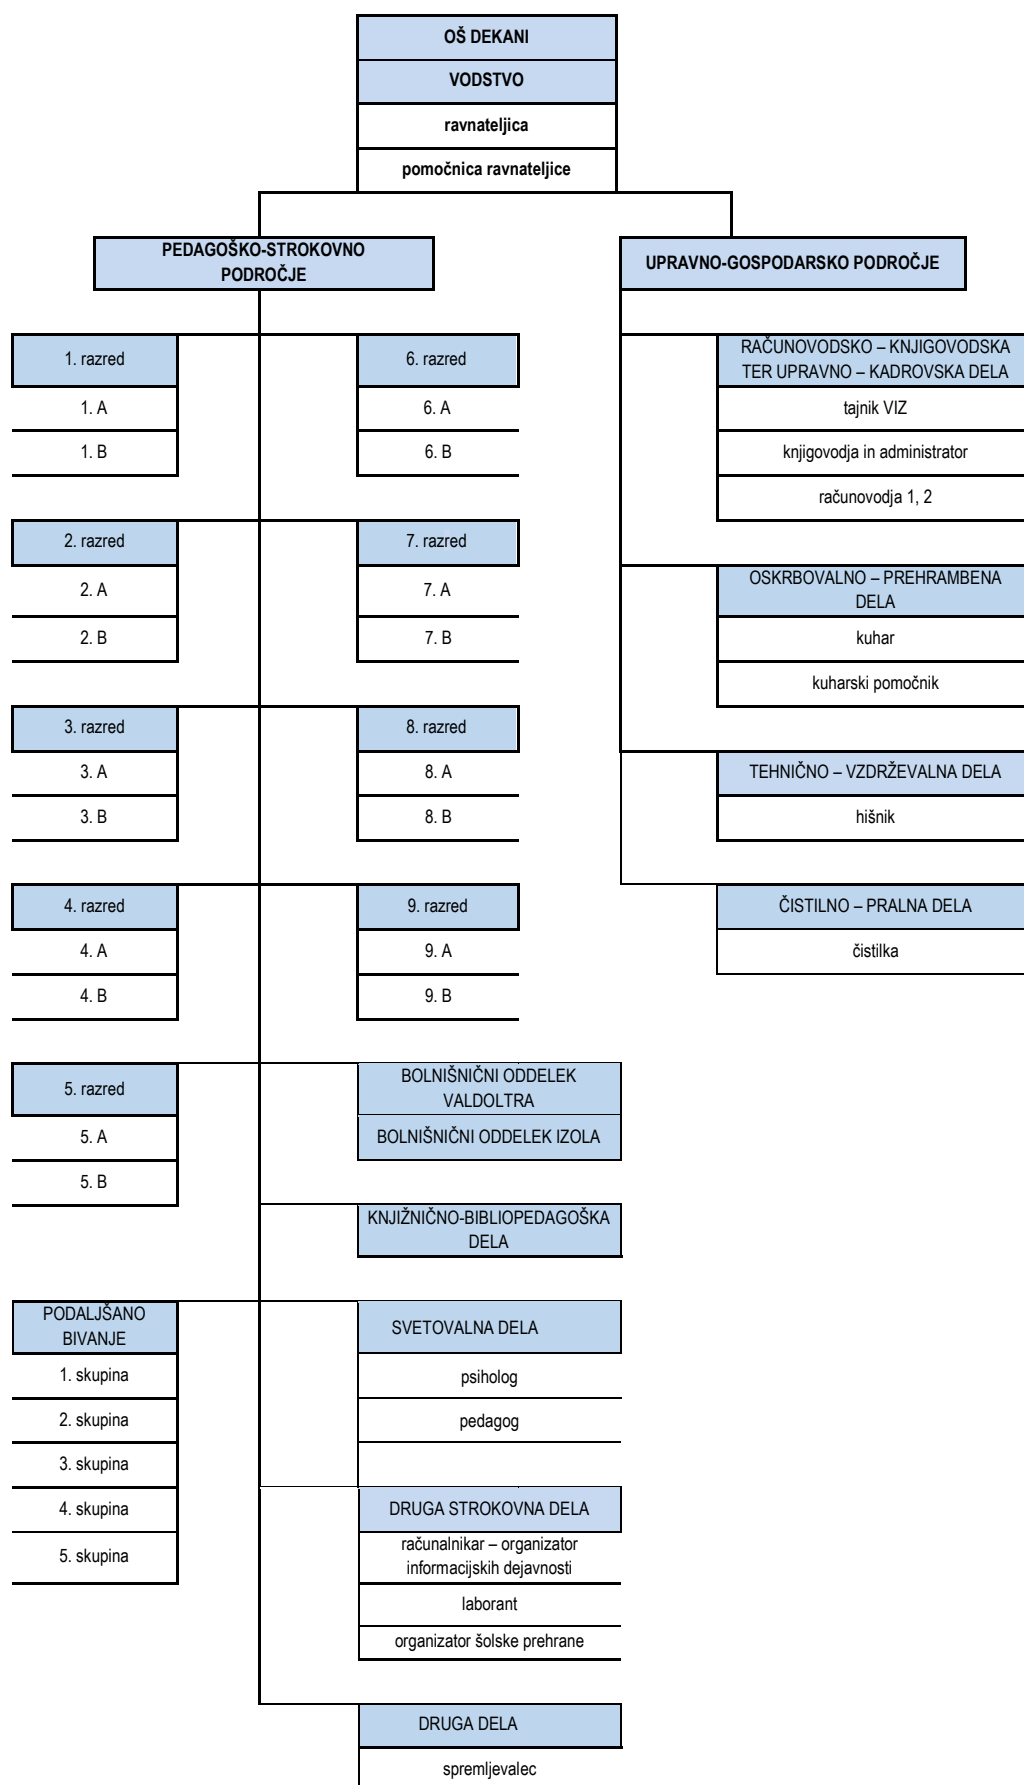 OŠ DEKANI
VODSTVO
ravnateljica
pomočnica ravnateljice
PEDAGOŠKO-STROKOVNO
PODROČJE
UPRAVNO-GOSPODARSKO PODROČJE
1. razred
1. A
1. B
2. razred
2. A
2. B
3. razred
3. A
3. B
4. razred
4. A
4. B
5. razred
5. A
5. B
PODALJŠANO
BIVANJE
1. skupina
2. skupina
3. skupina
4. skupina
5. skupina
6. razred
6. A
6. B
7. razred
7. A
7. B
8. razred
8. A
8. B
9. razred
9. A
9. B
BOLNIŠNIČNI ODDELEK
VALDOLTRA
BOLNIŠNIČNI ODDELEK IZOLA
KNJIŽNIČNO-BIBLIOPEDAGOŠKA
DELA
SVETOVALNA DELA
psiholog
pedagog
DRUGA STROKOVNA DELA
računalnikar – organizator
informacijskih dejavnosti
laborant
organizator šolske prehrane
DRUGA DELA
spremljevalec
RAČUNOVODSKO – KNJIGOVODSKA
TER UPRAVNO – KADROVSKA DELA
tajnik VIZ
knjigovodja in administrator
računovodja 1, 2
OSKRBOVALNO – PREHRAMBENA
DELA
kuhar
kuharski pomočnik
TEHNIČNO – VZDRŽEVALNA DELA
hišnik
ČISTILNO – PRALNA DELA
čistilka